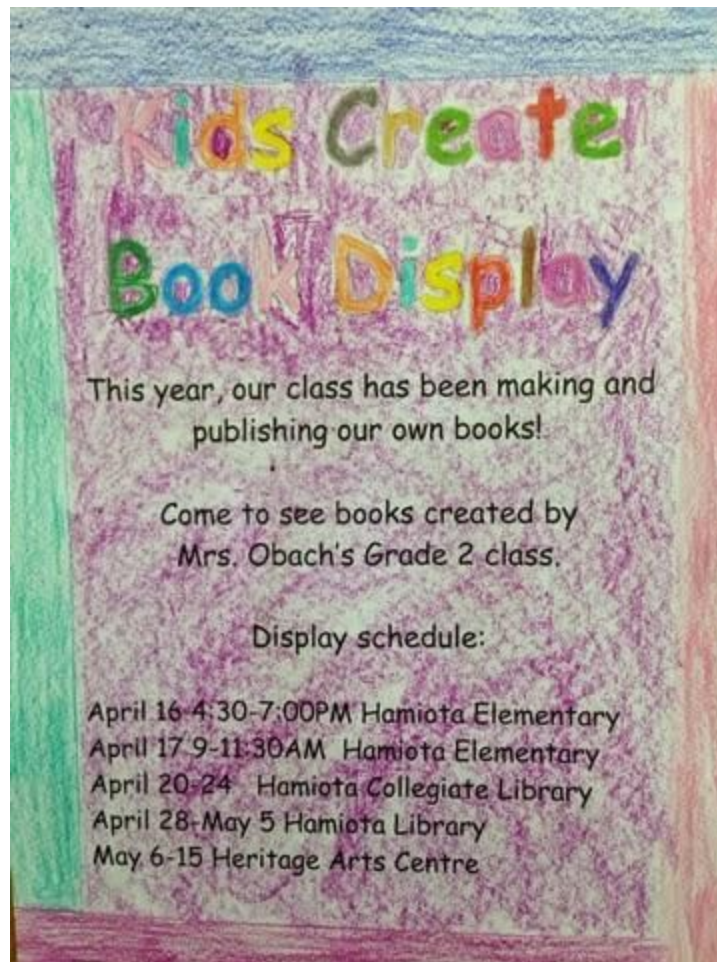 Kids Create
Book Display
This year, our class has been making and
publishing our own books!
Come to see books created by
Mrs. Obach's Grade 2 class.
Display schedule:
April 16 4:30-7:00PM Hamiota Elementary
April 17 9-11:30AM Hamiota Elementary
April 20-24 Hamiota Collegiate Library
April 28-May 5 Hamiota Library
May 6-15 Heritage Arts Centre